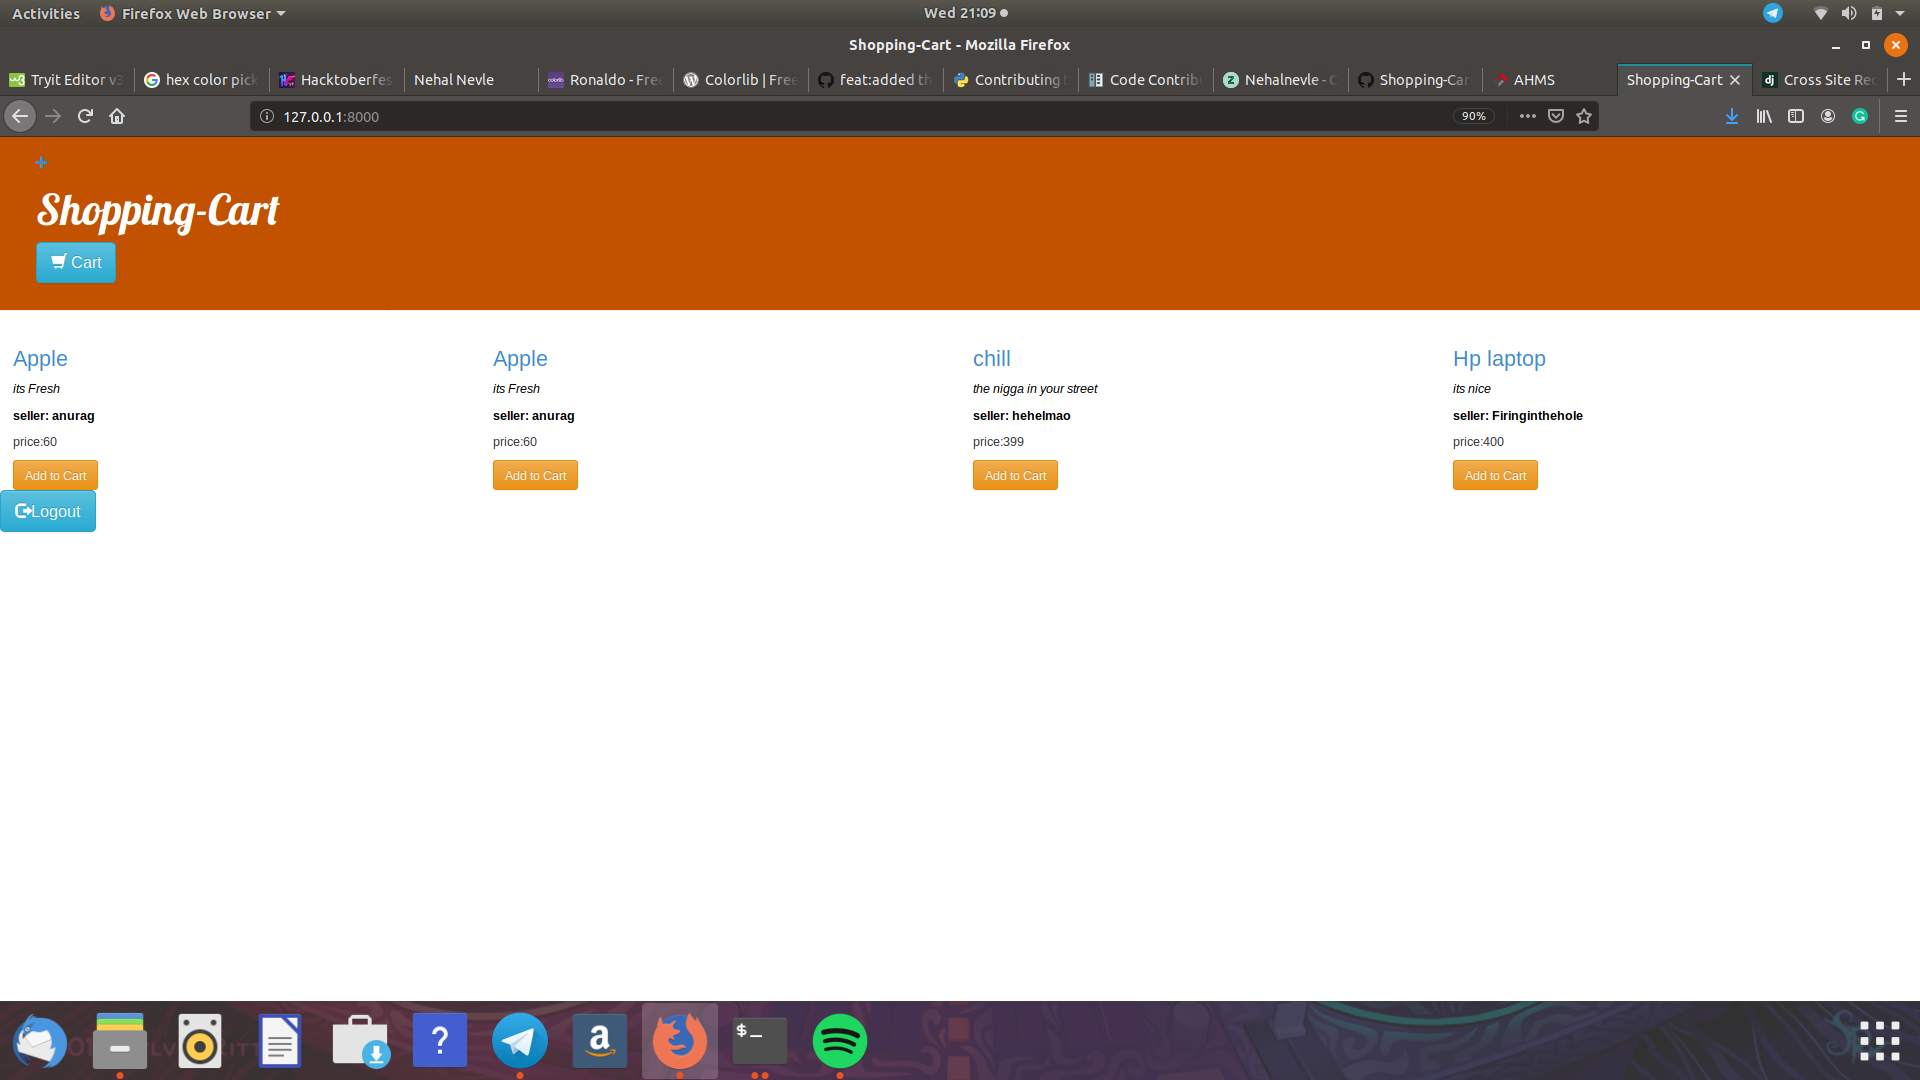 Activities Firefox Web Browser Wed 21:09
Shopping-Cart - Mozilla Firefox
Tryit Editor v3 hex color pick Hacktoberfes Nehal Nevle Ronaldo - Free Colorlib | Free feat:added th Contributing Code Contrib Nehalnevle - C Shopping-Car AHMS Shopping-Cart Cross Site Req
127.0.0.1:8000 90%
Shopping-Cart
Cart
Apple Apple chill Hp laptop
its Fresh its Fresh the nigga in your street its nice
seller: anurag seller: anurag seller: hehelmao seller: Firinginthehole
price:60 price:60 price:399 price:400
Add to Cart Add to Cart Add to Cart Add to Cart
Logout